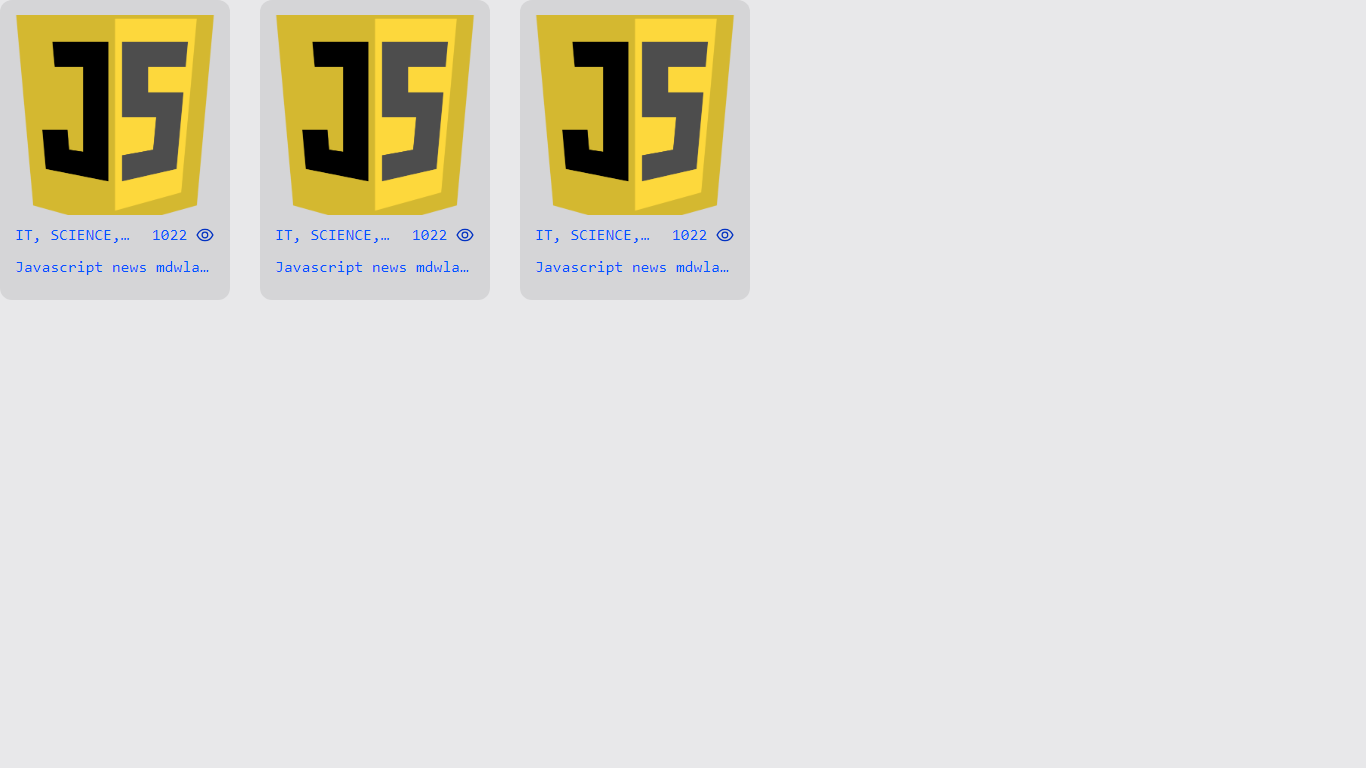 JS
JS
JS
IT, SCIENCE,… 1022
IT, SCIENCE,… 1022
IT, SCIENCE,… 1022
Javascript news mdwla…
Javascript news mdwla…
Javascript news mdwla…